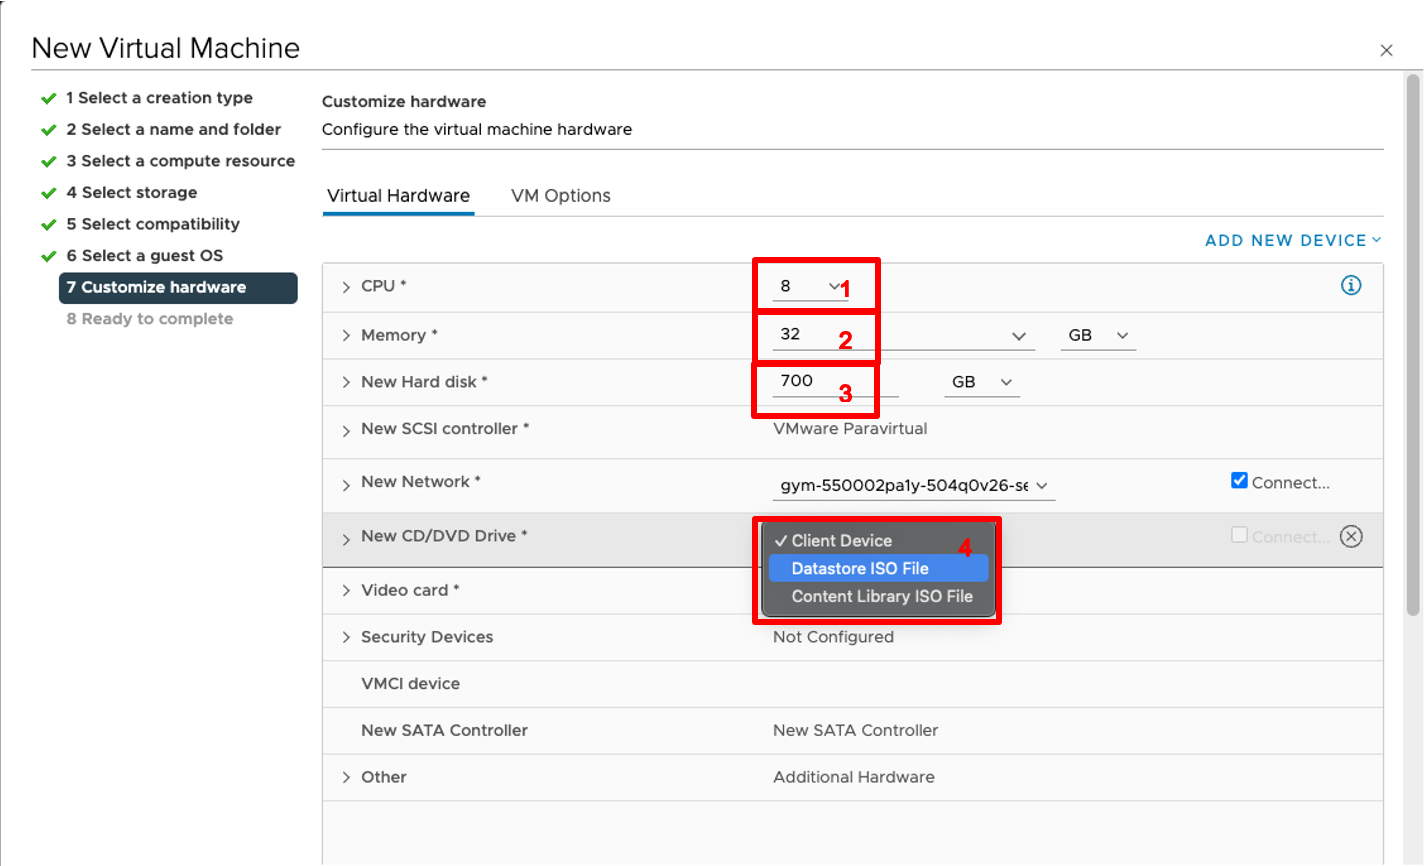 New Virtual Machine
1 Select a creation type
2 Select a name and folder
3 Select a compute resource
4 Select storage
5 Select compatibility
6 Select a guest OS
7 Customize hardware
8 Ready to complete
Customize hardware
Configure the virtual machine hardware
Virtual Hardware VM Options
ADD NEW DEVICE
CPU * 8 1
Memory * 32 2 GB
New Hard disk * 700 3 GB
New SCSI controller * VMware Paravirtual
New Network * gym-550002pa1y-504q0v26-se Connect...
New CD/DVD Drive * Client Device 4 Connect...
Datastore ISO File
Content Library ISO File
Video card *
Security Devices Not Configured
VMCI device
New SATA Controller New SATA Controller
Other Additional Hardware